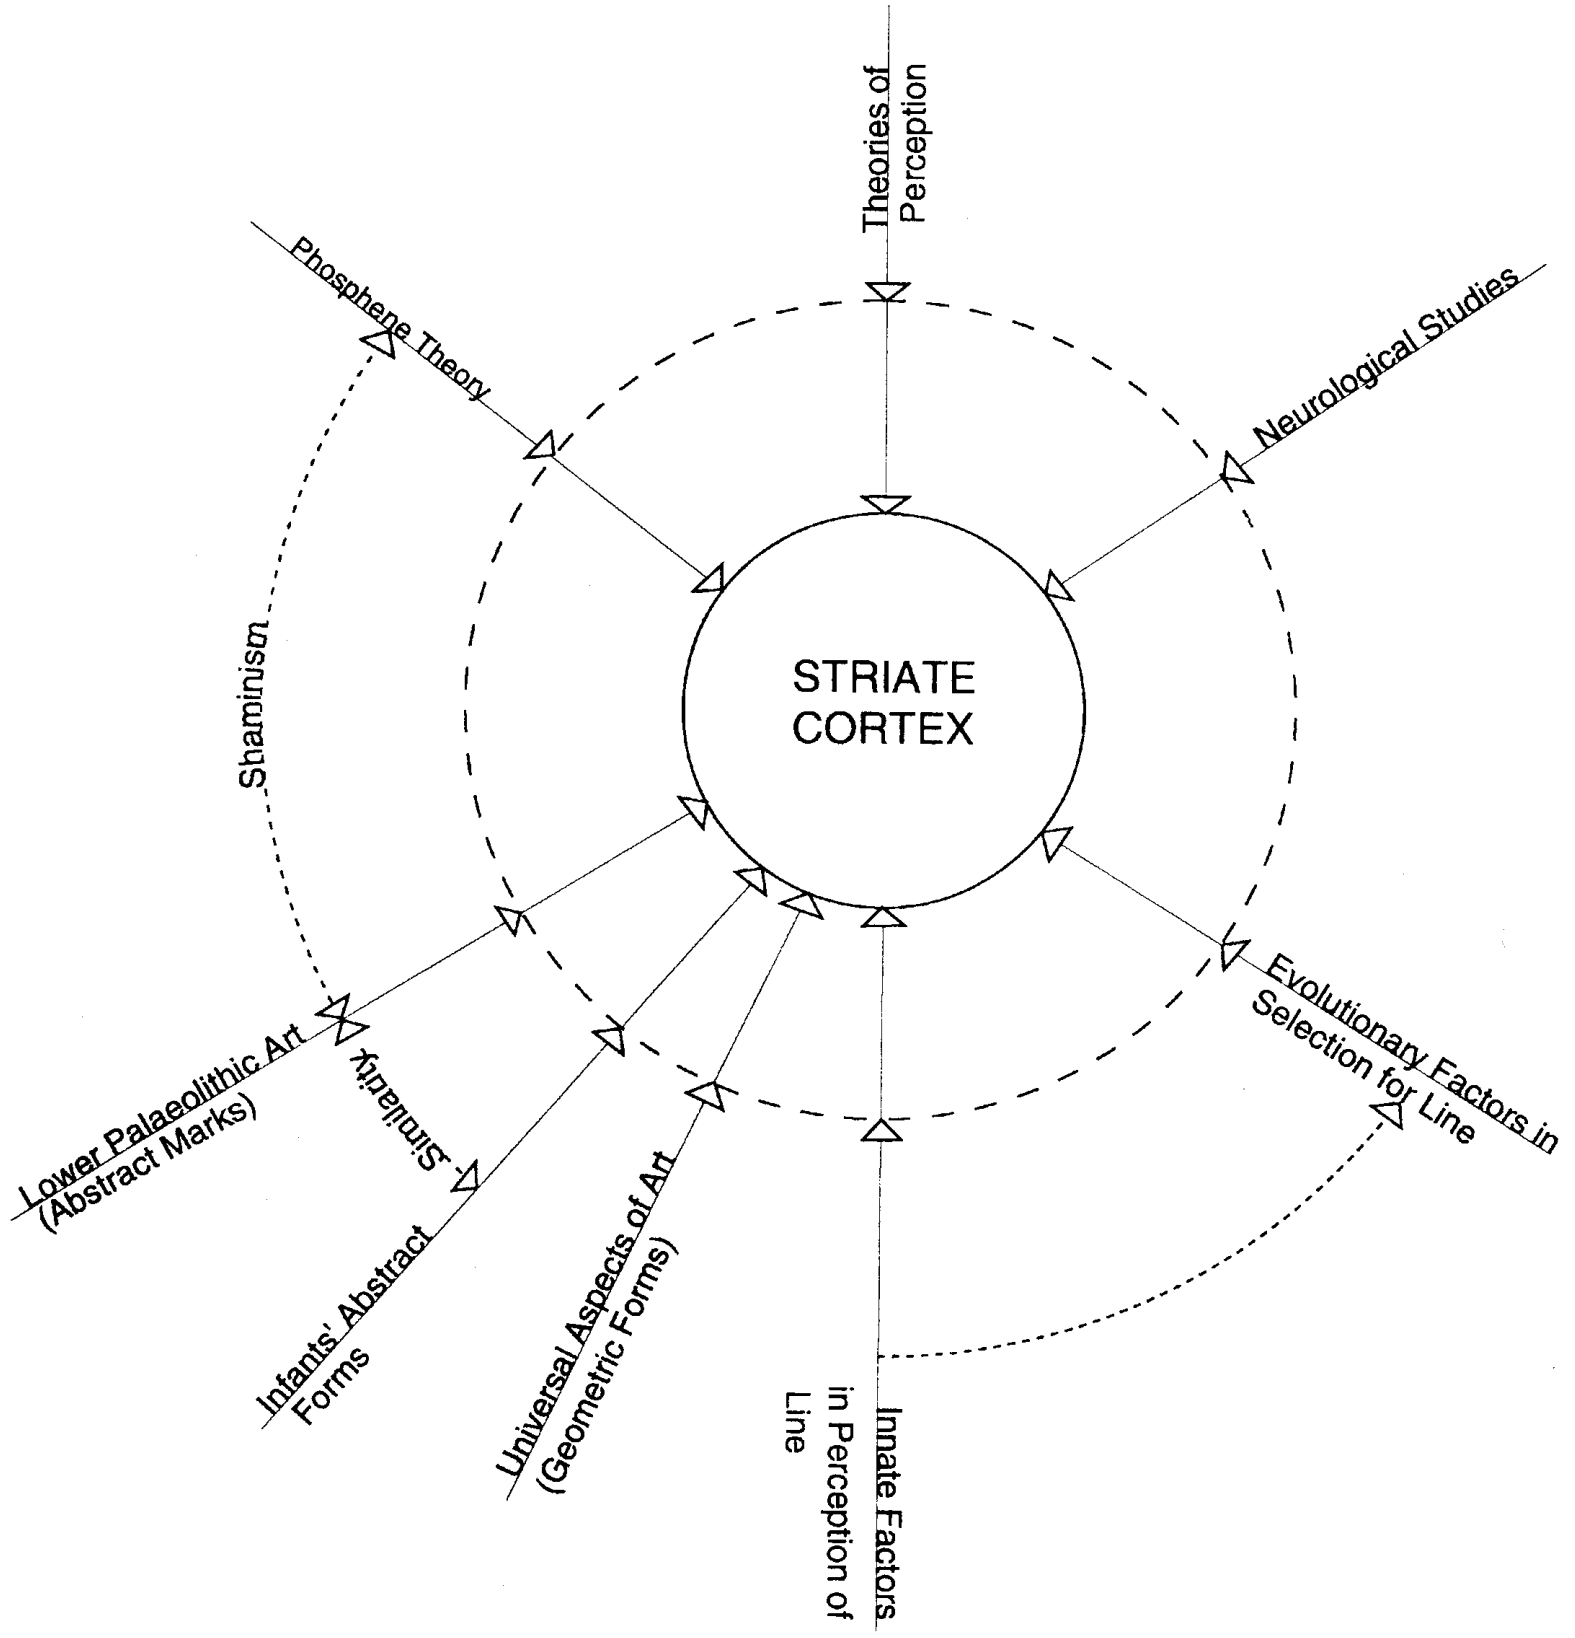 Theories of
Perception
Neurological Studies
Phosphene Theory
STRIATE
CORTEX
Shaminism
Evolutionary Factors in
Selection for Line
Lower Palaeolithic Art
(Abstract Marks)
Similarity
Infants' Abstract
Forms
Universal Aspects of Art
(Geometric Forms)
Innate Factors
in Perception of
Line